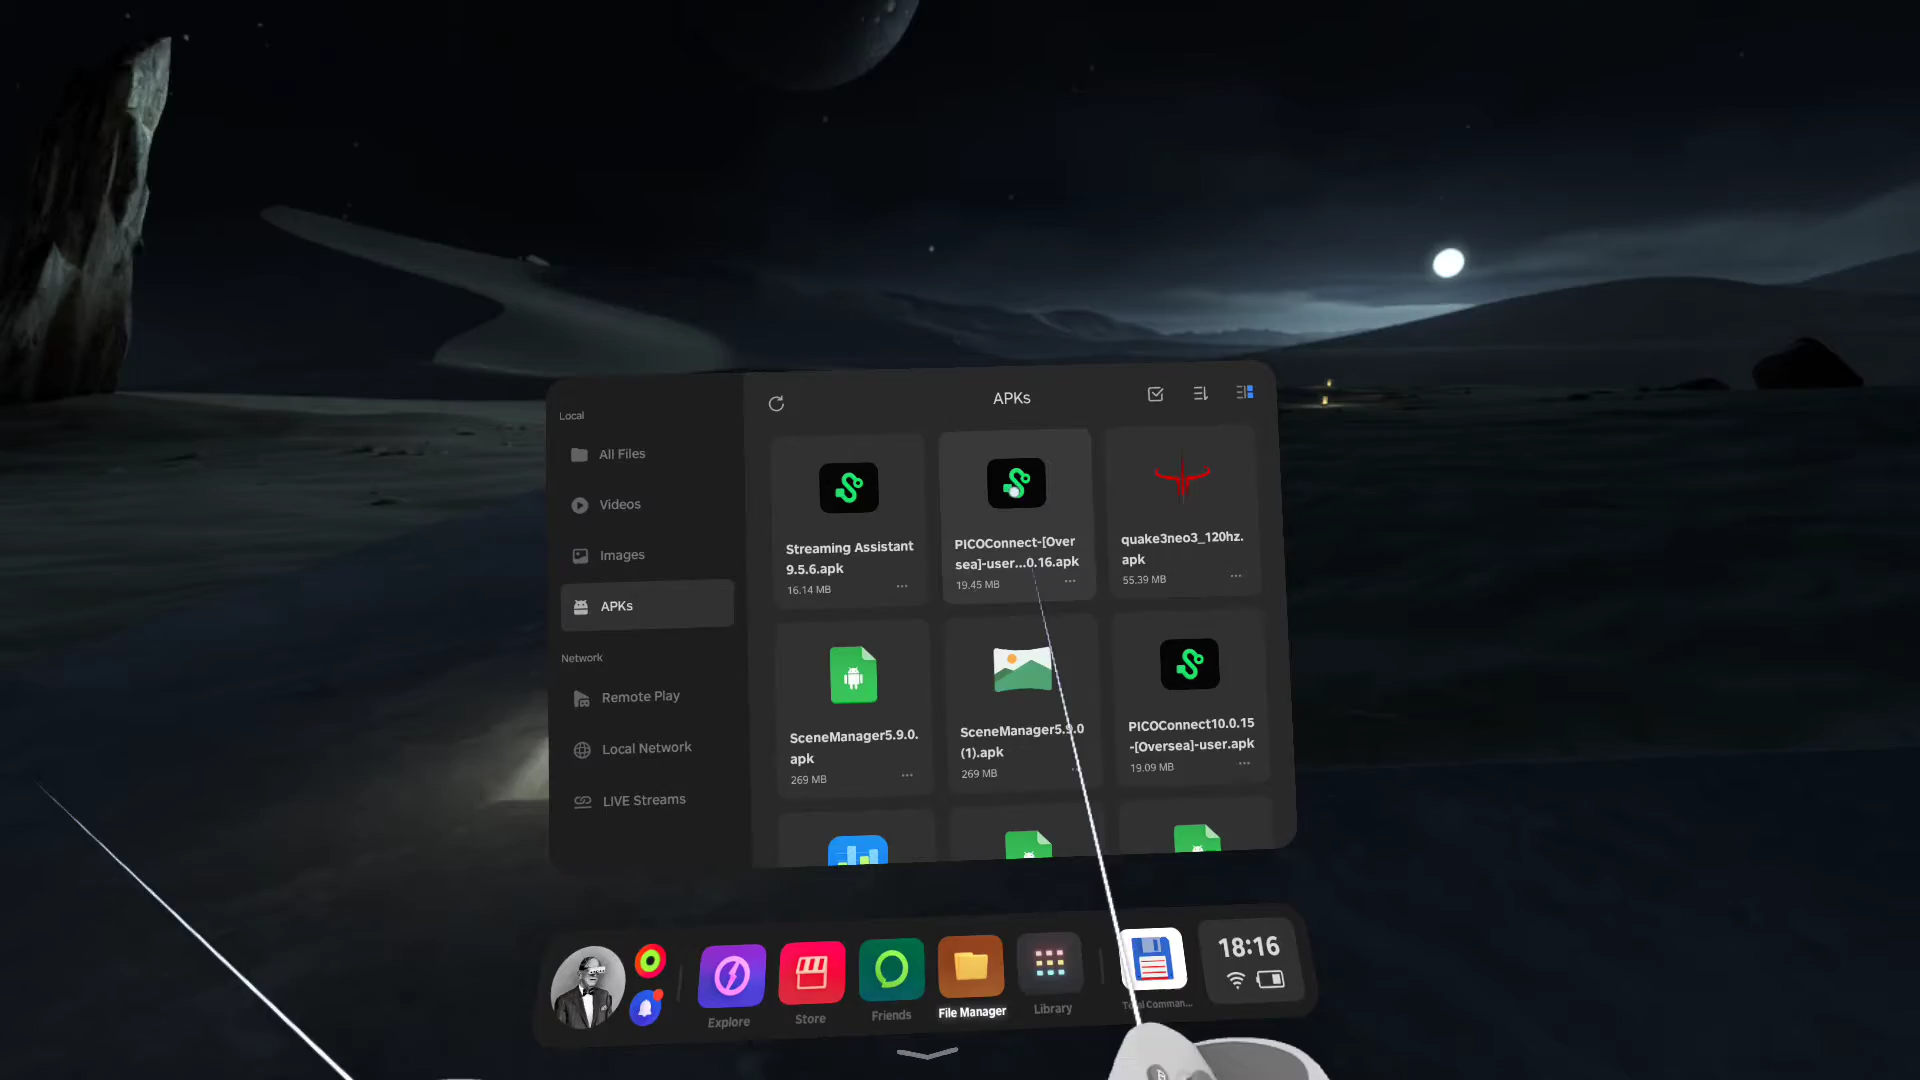 Local
All Files
Videos
Images
APKs
Network
Remote Play
Local Network
LIVE Streams
APKs
Streaming Assistant
9.5.6.apk
16.14 MB
PICOConnect-[Over
sea]-user...0.16.apk
19.45 MB
quake3neo3_120hz.
apk
55.39 MB
SceneManager5.9.0.
apk
269 MB
SceneManager5.9.0
(1).apk
269 MB
PICOConnect10.0.15
-[Oversea]-user.apk
19.09 MB
Explore
Store
Friends
File Manager
Library
Total Comman...
18:16